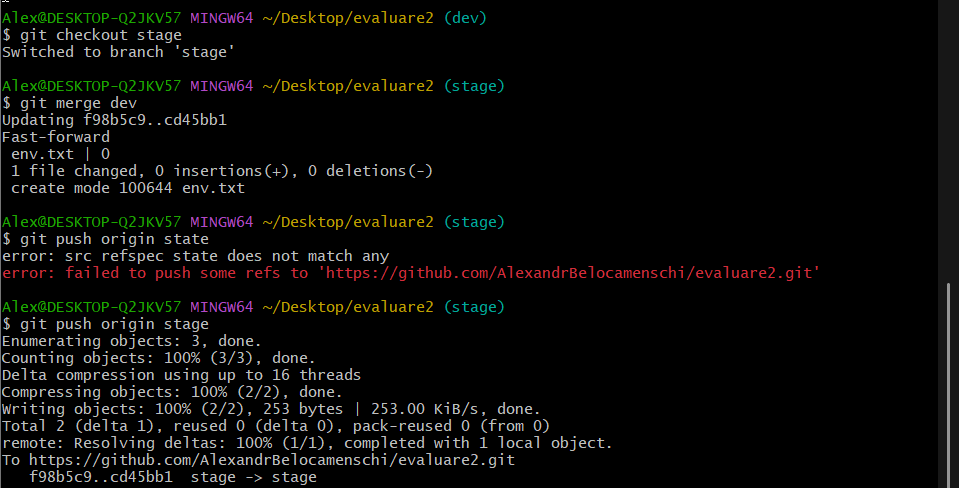 Alex@DESKTOP-Q2JKV57 MINGW64 ~/Desktop/evaluare2 (dev)
$ git checkout stage
Switched to branch 'stage'
Alex@DESKTOP-Q2JKV57 MINGW64 ~/Desktop/evaluare2 (stage)
$ git merge dev
Updating f98b5c9..cd45bb1
Fast-forward
 env.txt | 0
 1 file changed, 0 insertions(+), 0 deletions(-)
 create mode 100644 env.txt
Alex@DESKTOP-Q2JKV57 MINGW64 ~/Desktop/evaluare2 (stage)
$ git push origin state
error: src refspec state does not match any
error: failed to push some refs to 'https://github.com/AlexandrBelocamenschi/evaluare2.git'
Alex@DESKTOP-Q2JKV57 MINGW64 ~/Desktop/evaluare2 (stage)
$ git push origin stage
Enumerating objects: 3, done.
Counting objects: 100% (3/3), done.
Delta compression using up to 16 threads
Compressing objects: 100% (2/2), done.
Writing objects: 100% (2/2), 253 bytes | 253.00 KiB/s, done.
Total 2 (delta 1), reused 0 (delta 0), pack-reused 0 (from 0)
remote: Resolving deltas: 100% (1/1), completed with 1 local object.
To https://github.com/AlexandrBelocamenschi/evaluare2.git
   f98b5c9..cd45bb1  stage -> stage